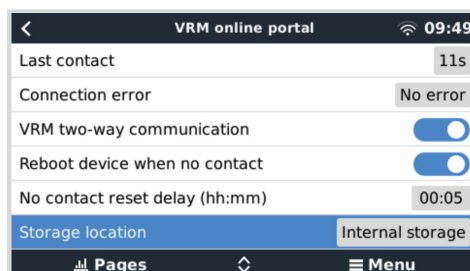 VRM online portal 09:49
Last contact 11s
Connection error No error
VRM two-way communication
Reboot device when no contact
No contact reset delay (hh:mm) 00:05
Storage location Internal storage
Pages Menu